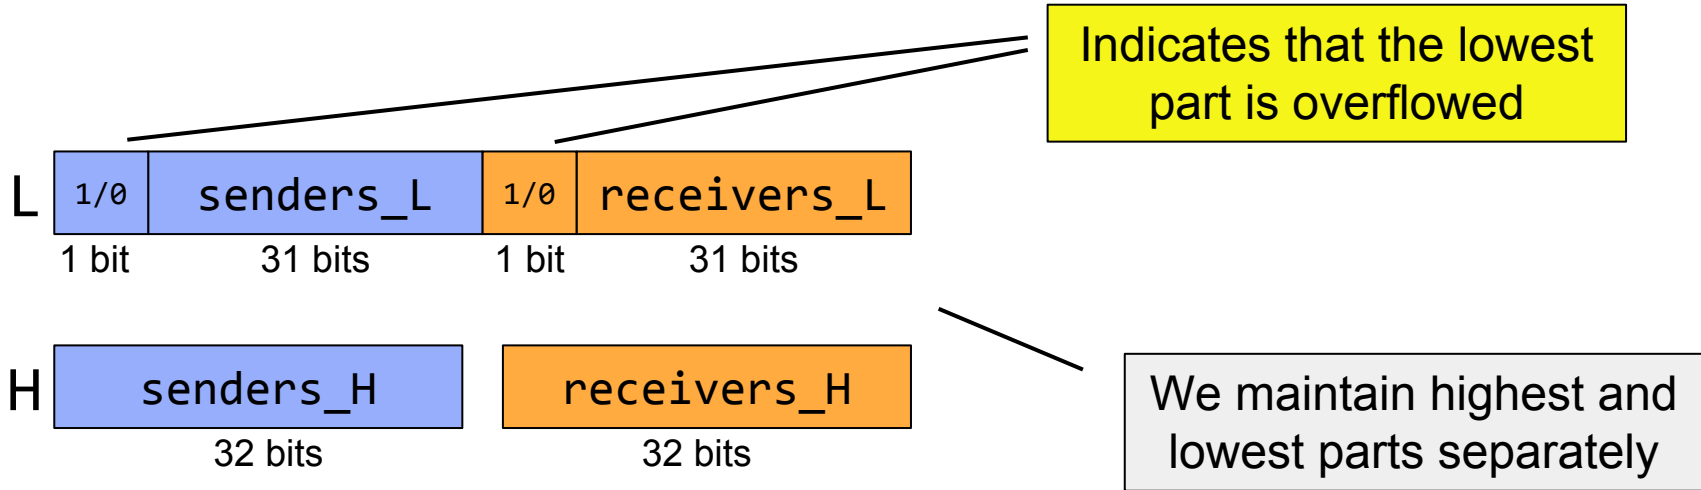 Indicates that the lowest
part is overflowed
L 1/0 senders_L 1/0 receivers_L
1 bit 31 bits 1 bit 31 bits
H senders_H receivers_H
32 bits 32 bits
We maintain highest and
lowest parts separately